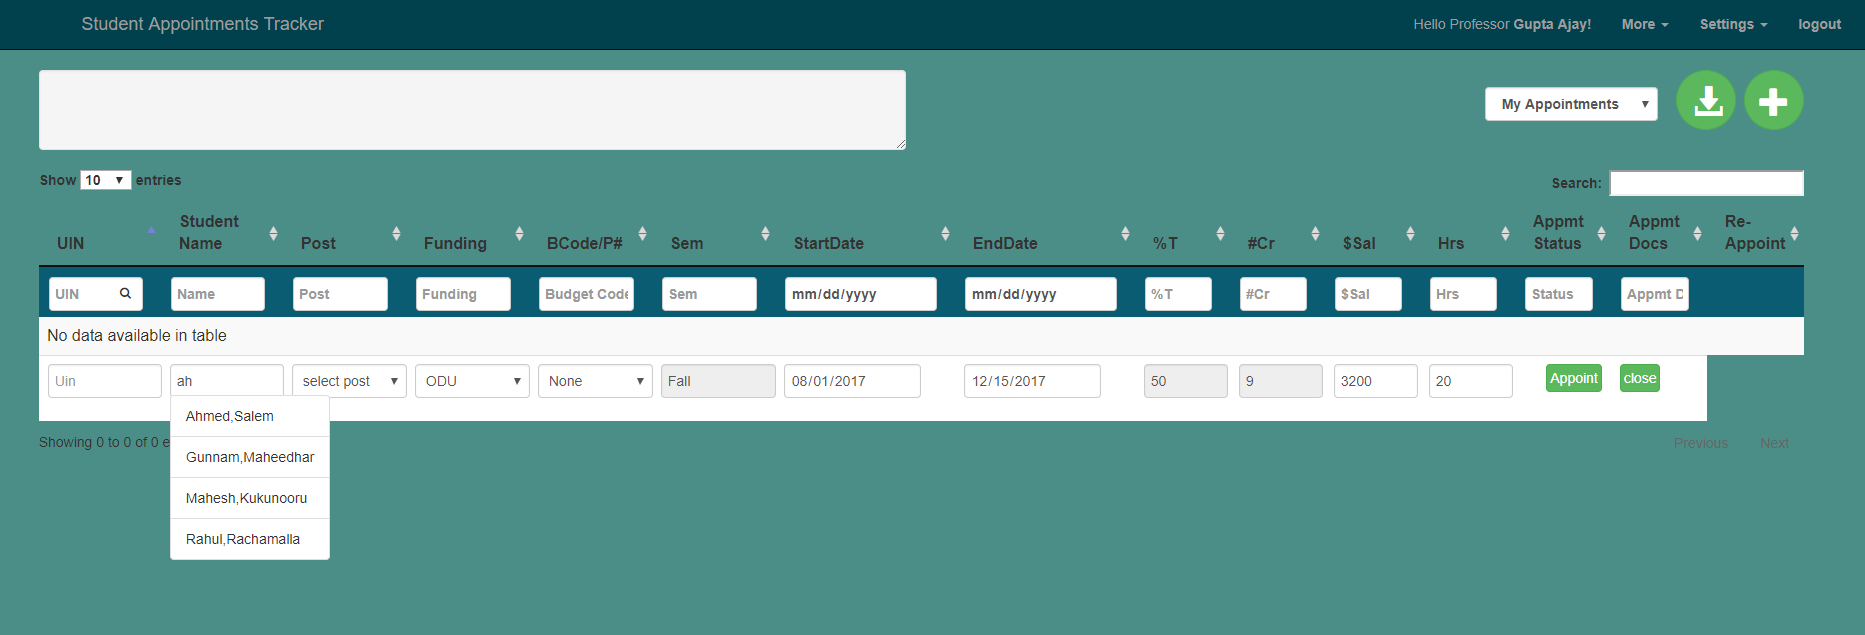 Student Appointments Tracker
Hello Professor Gupta Ajay! More Settings logout
My Appointments
Show 10 entries
Search:
UIN Student Name Post Funding BCode/P# Sem StartDate EndDate %T #Cr $Sal Hrs Appmt Status Appmt Docs Re-Appoint
UIN Name Post Funding Budget Code Sem mm/dd/yyyy mm/dd/yyyy %T #Cr $Sal Hrs Status Appmt D
No data available in table
Uin ah select post ODU None Fall 08/01/2017 12/15/2017 50 9 3200 20 Appoint close
Ahmed,Salem
Showing 0 to 0 of 0 e
Previous Next
Gunnam,Maheedhar
Mahesh,Kukunooru
Rahul,Rachamalla